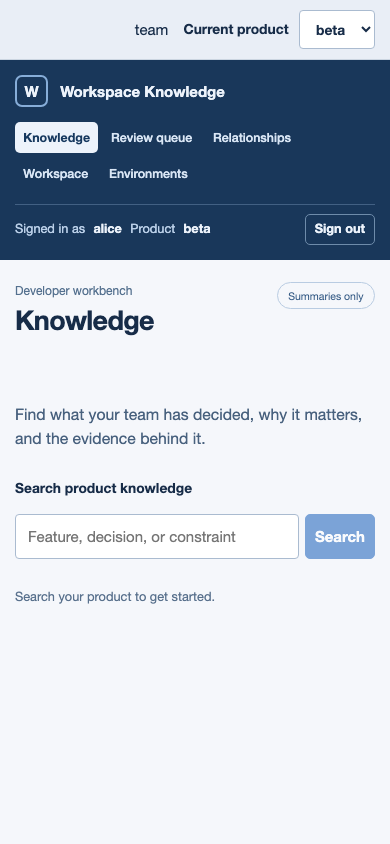 team Current product beta
W Workspace Knowledge
Knowledge Review queue Relationships
Workspace Environments
Signed in as alice Product beta Sign out
Developer workbench Summaries only
Knowledge
Find what your team has decided, why it matters,
and the evidence behind it.
Search product knowledge
Feature, decision, or constraint Search
Search your product to get started.